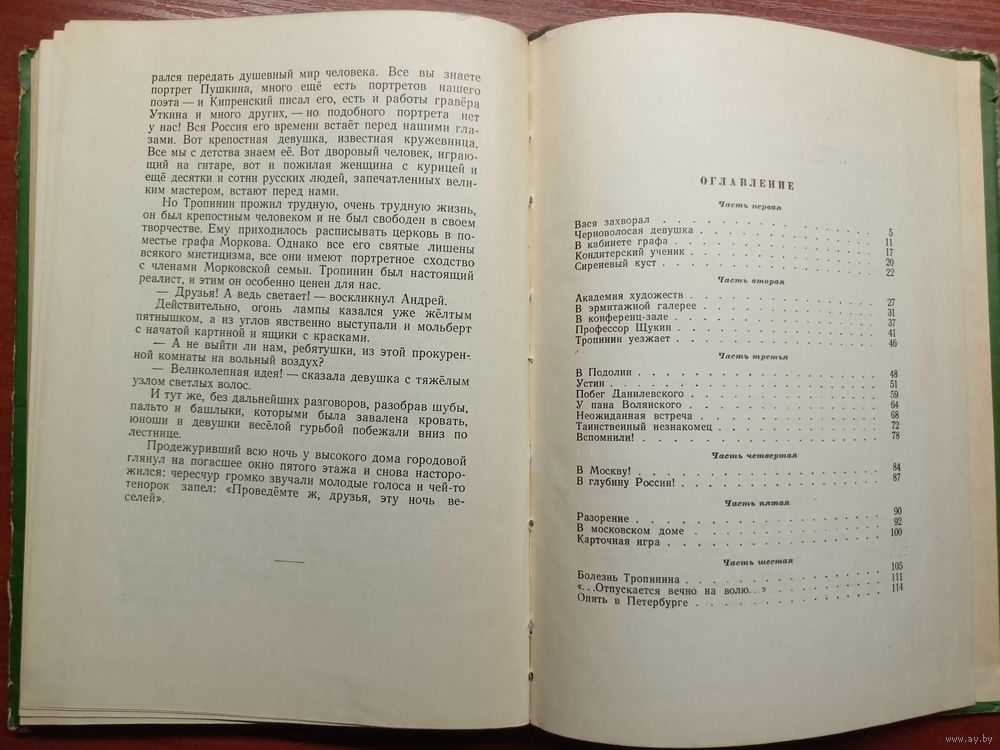 рался передать душевный мир человека. Все вы знаете
портрет Пушкина, много ещё есть портретов нашего
поэта — и Кипренский писал его, есть и работы гравёра
Уткина и много других, — но подобного портрета нет
у нас! Вся Россия его времени встаёт перед нашими гла-
зами. Вот крепостная девушка, известная кружевница.
Все мы с детства знаем её. Вот дворовый человек, играю-
щий на гитаре, вот и пожилая женщина с курицей и
ещё десятки и сотни русских людей, запечатленных вели-
ким мастером, встают перед нами.
Но Тропинин прожил трудную, очень трудную жизнь,
он был крепостным человеком и не был свободен в своем
творчестве. Ему приходилось расписывать церковь в по-
местье графа Моркова. Однако все его святые лишены
всякого мистицизма, все они имеют портретное сходство
с членами Морковской семьи. Тропинин был настоящий
реалист, и этим он особенно ценен для нас.
— Друзья! А ведь светает! — воскликнул Андрей.
Действительно, огонь лампы казался уже жёлтым
пятнышком, а из углов явственно выступали и мольберт
с начатой картиной и ящики с красками.
— А не выйти ли нам, ребятушки, из этой прокурен-
ной комнаты на вольный воздух?
— Великолепная идея! — сказала девушка с тяжёлым
узлом светлых волос.
И тут же, без дальнейших разговоров, разобрав шубы,
пальто и башлыки, которыми была завалена кровать,
юноши и девушки весёлой гурьбой побежали вниз по
лестнице.
Продежуривший всю ночь у высокого дома городовой
глянул на погасшее окно пятого этажа и снова насторо-
жился: чересчур громко звучали молодые голоса и чей-то
тенорок запел: «Проведёмте ж, друзья, эту ночь ве-
селей».
ОГЛАВЛЕНИЕ
Часть первая
Вася захворал . . . . . . . . . . 5
Черноволосая девушка . . . . . . . . . . 11
В кабинете графа . . . . . . . . . . 17
Кондитерский ученик . . . . . . . . . . 20
Сиреневый куст . . . . . . . . . . 22
Часть вторая
Академия художеств . . . . . . . . . . 27
В эрмитажной галерее . . . . . . . . . . 31
В конференц-зале . . . . . . . . . . 37
Профессор Щукин . . . . . . . . . . 41
Тропинин уезжает . . . . . . . . . . 46
Часть третья
В Подолии . . . . . . . . . . 48
Устин . . . . . . . . . . 51
Побег Данилевского . . . . . . . . . . 59
У пана Волянского . . . . . . . . . . 64
Неожиданная встреча . . . . . . . . . . 68
Таинственный незнакомец . . . . . . . . . . 72
Вспомнили! . . . . . . . . . . 78
Часть четвертая
В Москву! . . . . . . . . . . 84
В глубину России! . . . . . . . . . . 87
Часть пятая
Разорение . . . . . . . . . . 90
В московском доме . . . . . . . . . . 92
Карточная игра . . . . . . . . . . 100
Часть шестая
Болезнь Тропинина . . . . . . . . . . 105
«. . .Отпускается вечно на волю. . » . . . . . . . . . . 111
Опять в Петербурге . . . . . . . . . . 114
www.ay.by